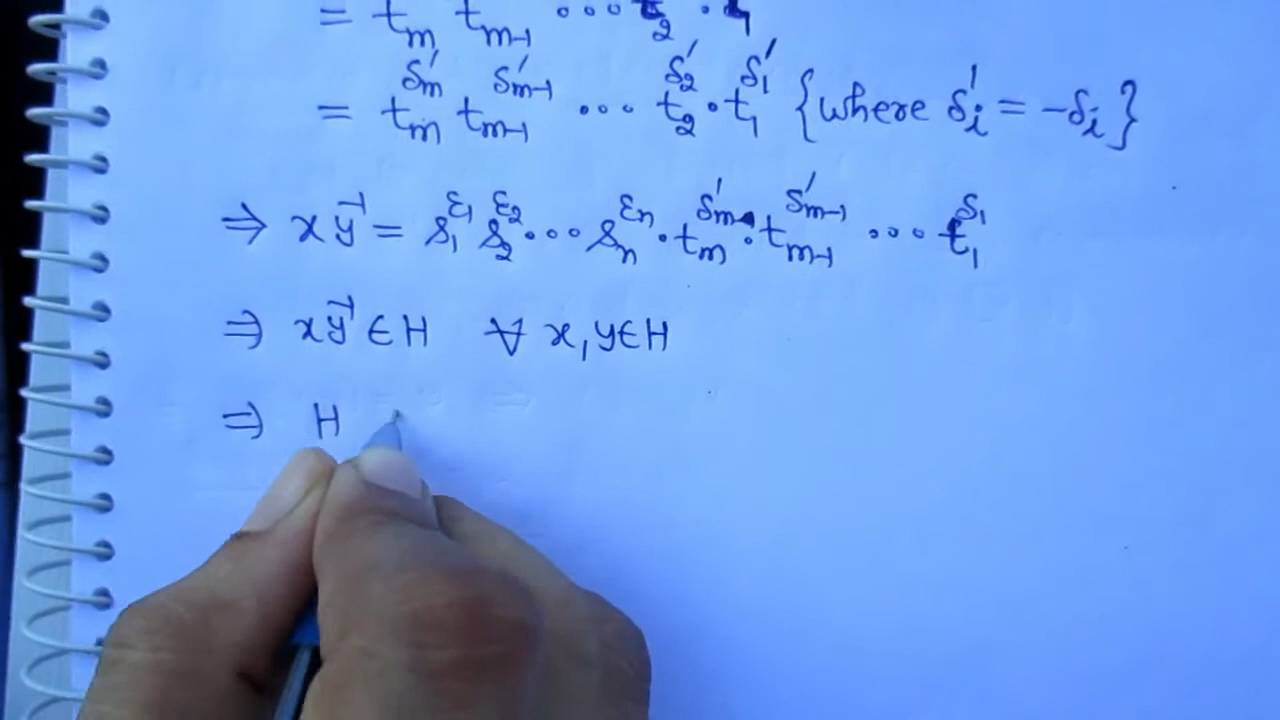 = t_m t_{m-1} ... t_2 . t_1
= t_m^{δ'_m} t_{m-1}^{δ'_{m-1}} ... t_2^{δ'_2} . t_1^{δ'_1} {where δ'_i = -δ_i}
⇒ xy^{-1} = s_1^{ε_1} s_2^{ε_2} ... s_n^{ε_n} . t_m^{δ'_m} . t_{m-1}^{δ'_{m-1}} ... t_1^{δ'_1}
⇒ xy^{-1} ∈ H ∀ x, y ∈ H
⇒ H